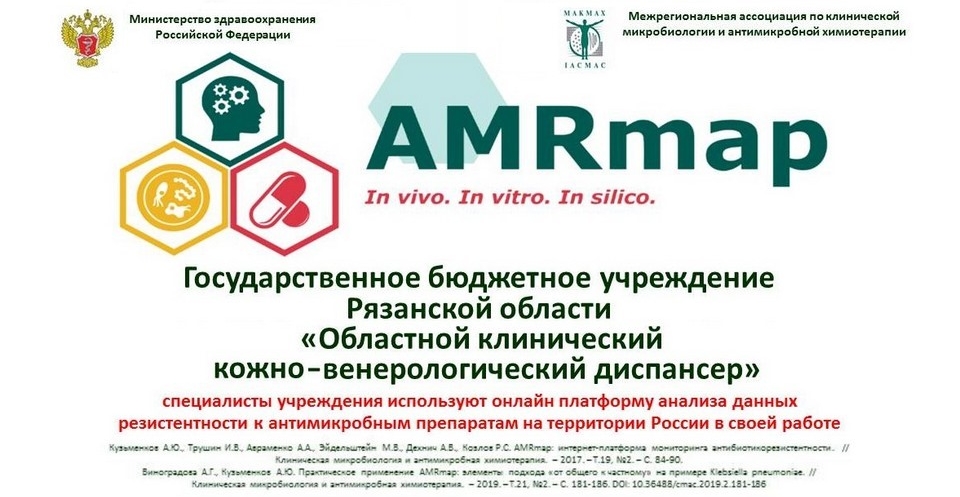 Министерство здравоохранения
Российской Федерации
МАКМАХ
IACMAC
Межрегиональная ассоциация по клинической
микробиологии и антимикробной химиотерапии
AMRmap
In vivo. In vitro. In silico.
Государственное бюджетное учреждение
Рязанской области
«Областной клинический
кожно-венерологический диспансер»
специалисты учреждения используют онлайн платформу анализа данных
резистентности к антимикробным препаратам на территории России в своей работе
Кузьменков А.Ю., Трушин И.В., Авраменко А.А., Эйдельштейн М.В., Дехнич А.В., Козлов Р.С. AMRmap: интернет-платформа мониторинга антибиотикорезистентности. //
Клиническая микробиология и антимикробная химиотерапия. – 2017. – Т.19, №2. – С. 84-90.
Виноградова А.Г., Кузьменков А.Ю. Практическое применение AMRmap: элементы подхода «от общего к частному» на примере Klebsiella pneumoniae. //
Клиническая микробиология и антимикробная химиотерапия. – 2019. – Т.21, №2. – С. 181-186. DOI: 10.36488/cmac.2019.2.181-186